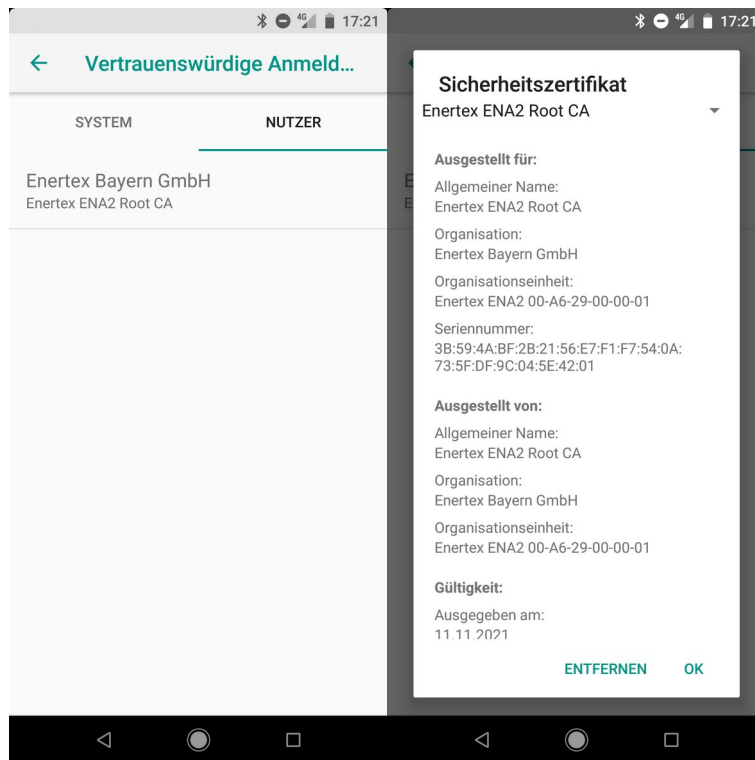 4G 17:21
Vertrauenswürdige Anmeld...
SYSTEM NUTZER
Enertex Bayern GmbH
Enertex ENA2 Root CA
4G 17:21
Sicherheitszertifikat
Enertex ENA2 Root CA
Ausgestellt für:
Allgemeiner Name:
Enertex ENA2 Root CA
Organisation:
Enertex Bayern GmbH
Organisationseinheit:
Enertex ENA2 00-A6-29-00-00-01
Seriennummer:
3B:59:4A:BF:2B:21:56:E7:F1:F7:54:0A:
73:5F:DF:9C:04:5E:42:01
Ausgestellt von:
Allgemeiner Name:
Enertex ENA2 Root CA
Organisation:
Enertex Bayern GmbH
Organisationseinheit:
Enertex ENA2 00-A6-29-00-00-01
Gültigkeit:
Ausgegeben am:
11.11.2021
ENTFERNEN OK
E
E